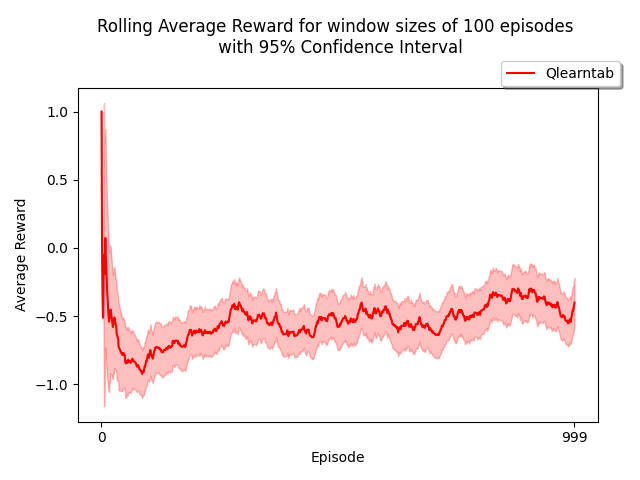 Rolling Average Reward for window sizes of 100 episodes
with 95% Confidence Interval
Qlearntab
1.0
0.5
0.0
−0.5
−1.0
Average Reward
0
999
Episode